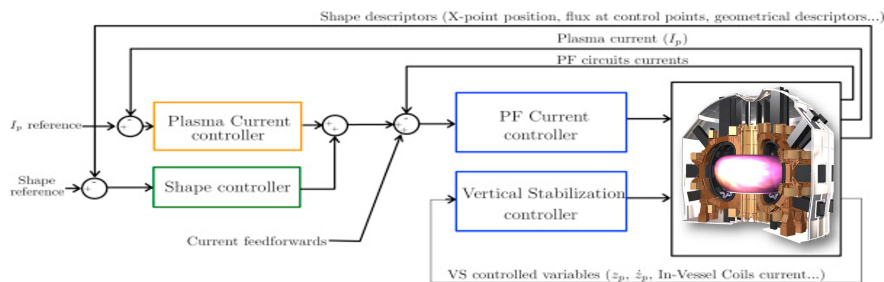 Shape descriptors (X-point position, flux at control points, geometrical descriptors...)
Plasma current (I_p)
PF circuits currents
I_p reference
Plasma Current
controller
PF Current
controller
Shape
reference
Shape controller
Vertical Stabilization
controller
Current feedforwards
VS controlled variables (z_p, ż_p, In-Vessel Coils current...)